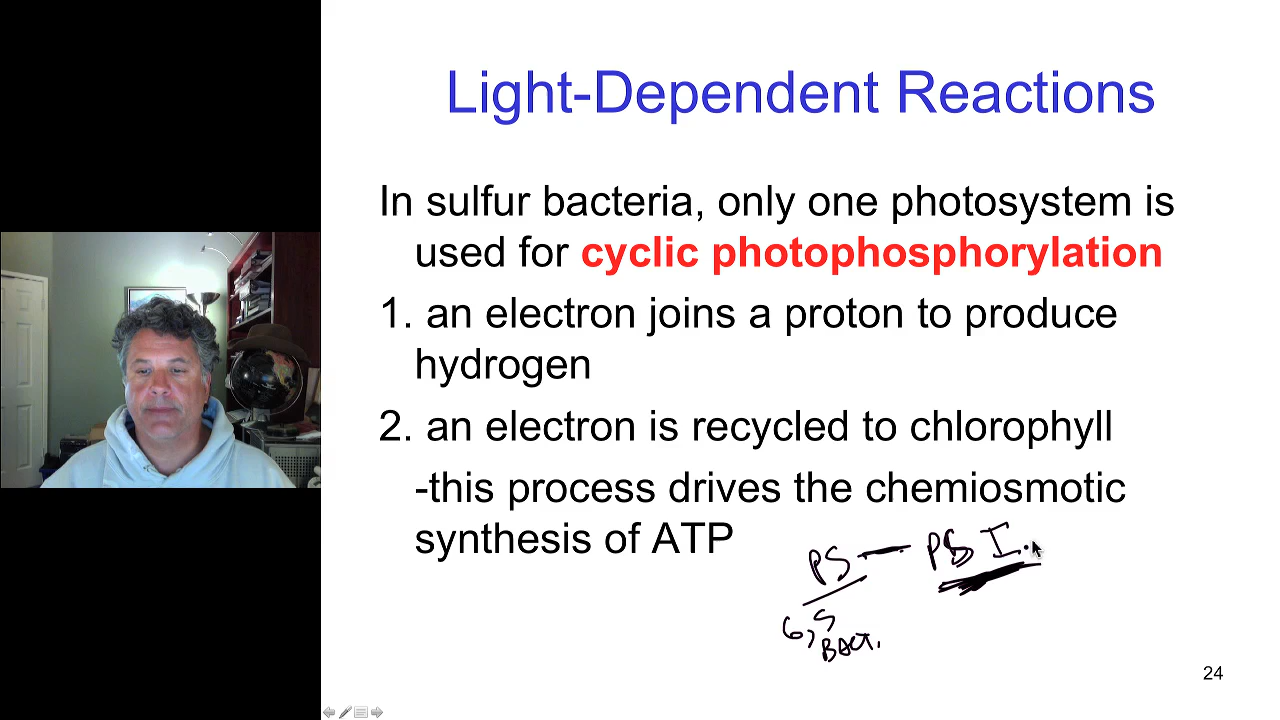 Light-Dependent Reactions
In sulfur bacteria, only one photosystem is
used for cyclic photophosphorylation
1. an electron joins a proton to produce
hydrogen
2. an electron is recycled to chlorophyll
-this process drives the chemiosmotic
synthesis of ATP
PS — PS I.
G, S
BACT.
24